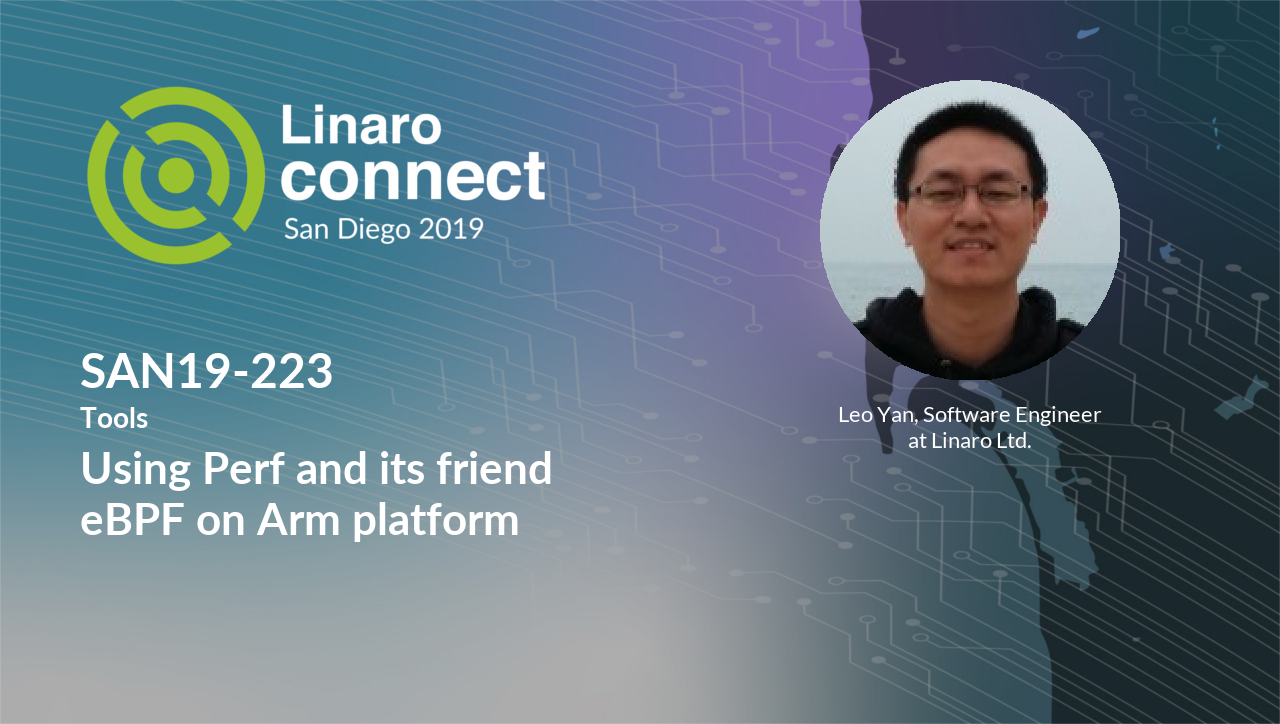 Linaro
connect
San Diego 2019
SAN19-223
Tools
Using Perf and its friend
eBPF on Arm platform
Leo Yan, Software Engineer
at Linaro Ltd.